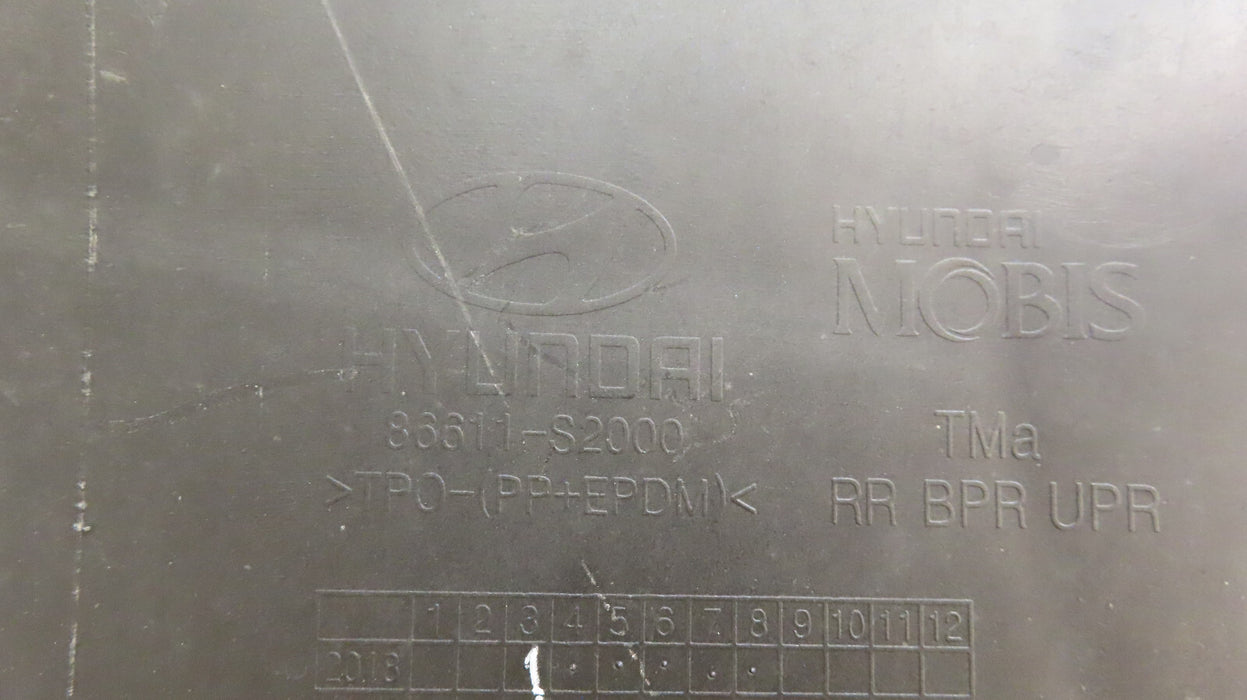 HYUNDAI
86611-S2000
>TPO-(PP+EPDM)<
HYUNDAI
MOBIS
TMa
RR BPR UPR
1 2 3 4 5 6 7 8 9 10 11 12
2018